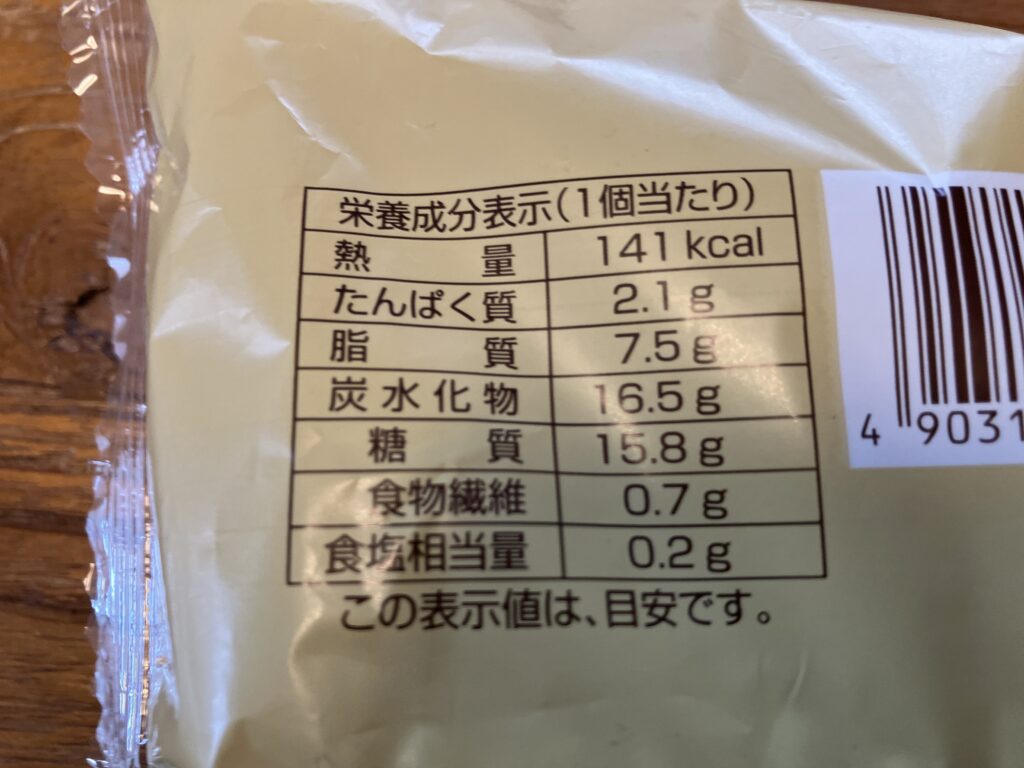 栄養成分表示(1個当たり)
熱量 141 kcal
たんぱく質 2.1 g
脂質 7.5 g
炭水化物 16.5 g
糖質 15.8 g
食物繊維 0.7 g
食塩相当量 0.2 g
この表示値は、目安です。
4 9031